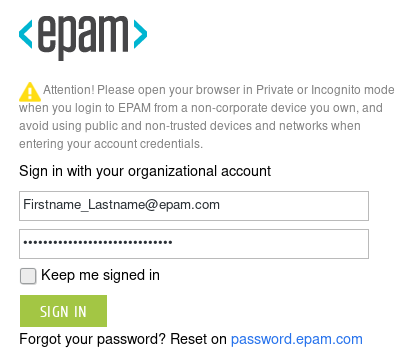 <epam>
Attention! Please open your browser in Private or Incognito mode
when you login to EPAM from a non-corporate device you own, and
avoid using public and non-trusted devices and networks when
entering your account credentials.
Sign in with your organizational account
Firstname_Lastname@epam.com
••••••••••••••••••••••••••••••
Keep me signed in
SIGN IN
Forgot your password? Reset on password.epam.com